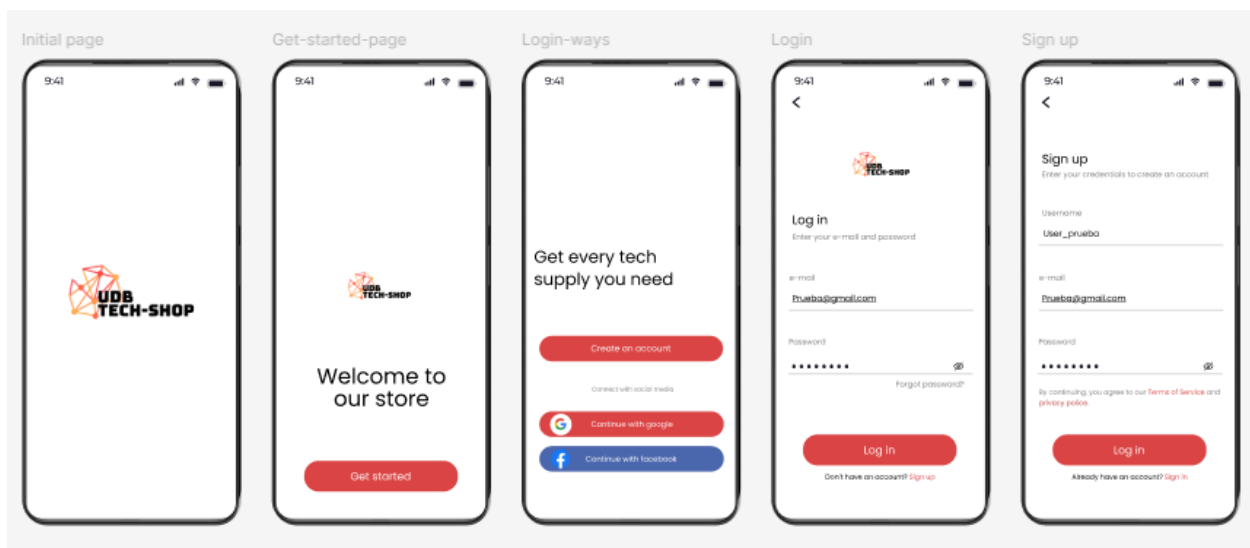 Initial page
9:41
UDB
TECH-SHOP
Get-started-page
9:41
UDB
TECH-SHOP
Welcome to
our store
Get started
Login-ways
9:41
Get every tech
supply you need
Create an account
Connect with social media
G
Continue with google
f
Continue with facebook
Login
9:41
<
UDB
TECH-SHOP
Log in
Enter your e-mail and password
e-mail
Prueba@gmail.com
Password
••••••••
Forgot password?
Log in
Don't have an account? Sign up
Sign up
9:41
<
Sign up
Enter your credentials to create an account
Username
User_prueba
e-mail
Prueba@gmail.com
Password
••••••••
By continuing, you agree to our Terms of Service and
privacy police.
Log in
Already have an account? Sign in